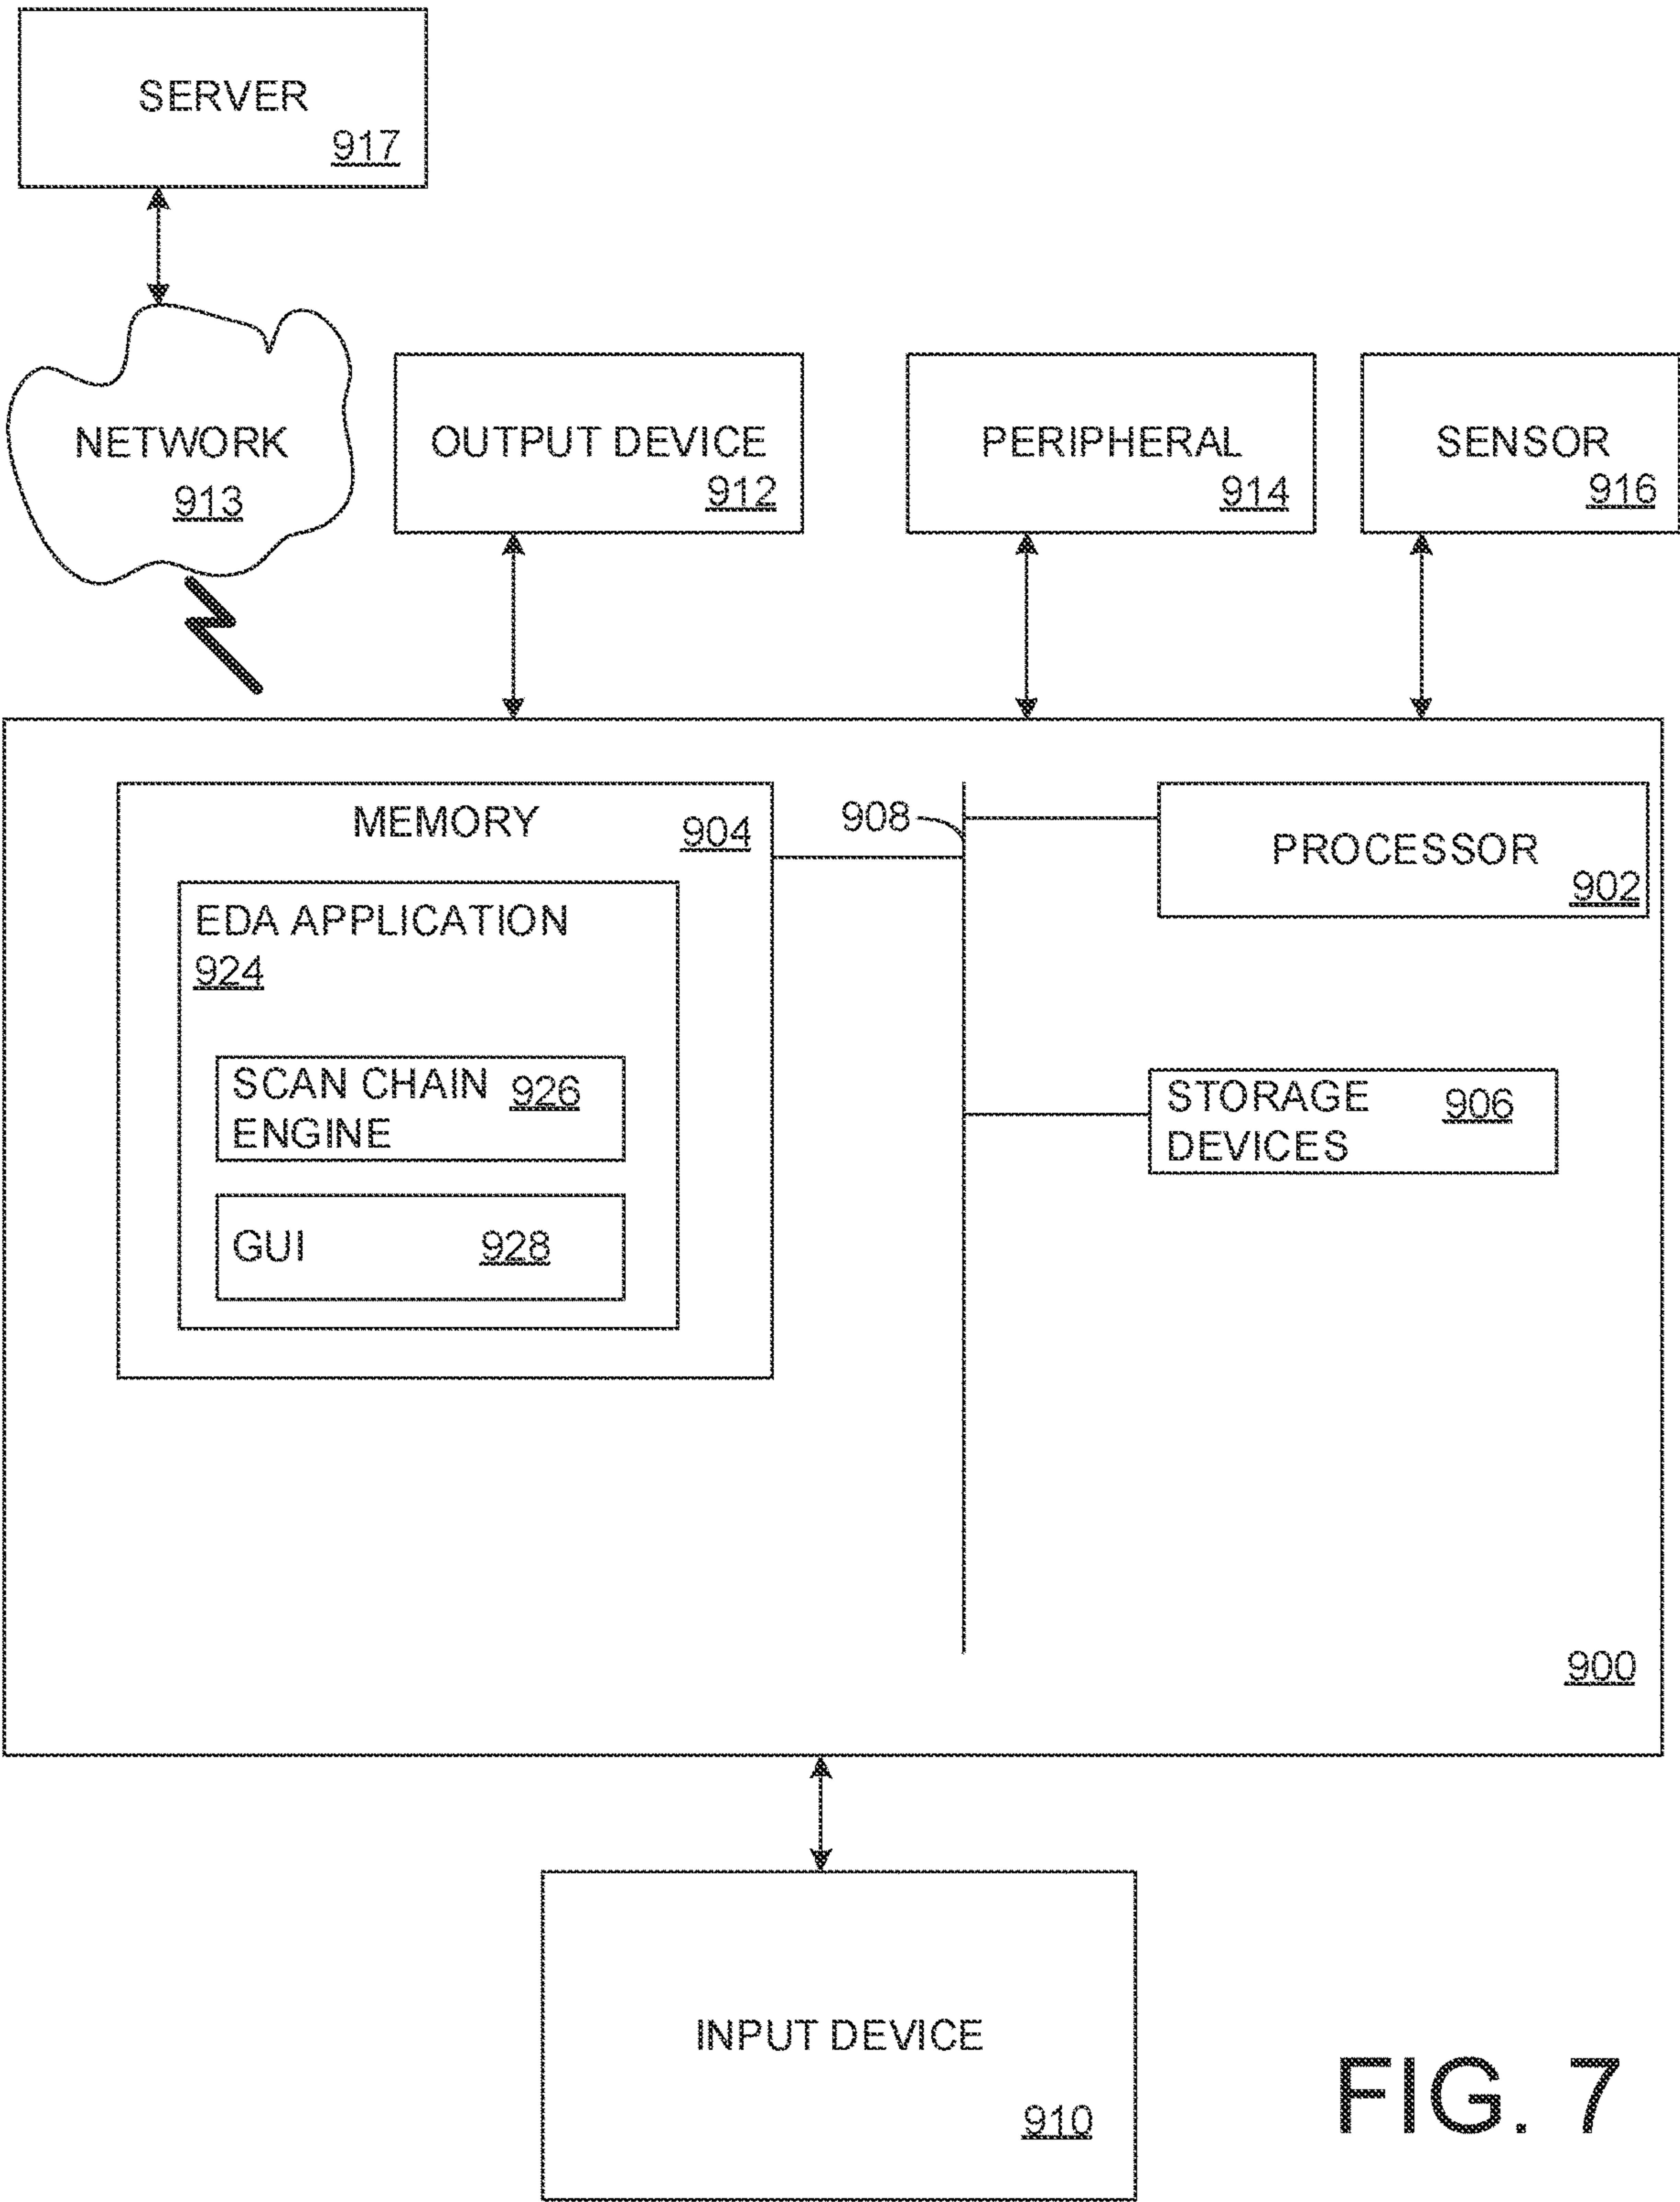 SERVER
917
NETWORK
913
OUTPUT DEVICE
912
PERIPHERAL
914
SENSOR
916
MEMORY
904
EDA APPLICATION
924
SCAN CHAIN
ENGINE
926
GUI
928
908
PROCESSOR
902
STORAGE
DEVICES
906
900
INPUT DEVICE
910
FIG. 7